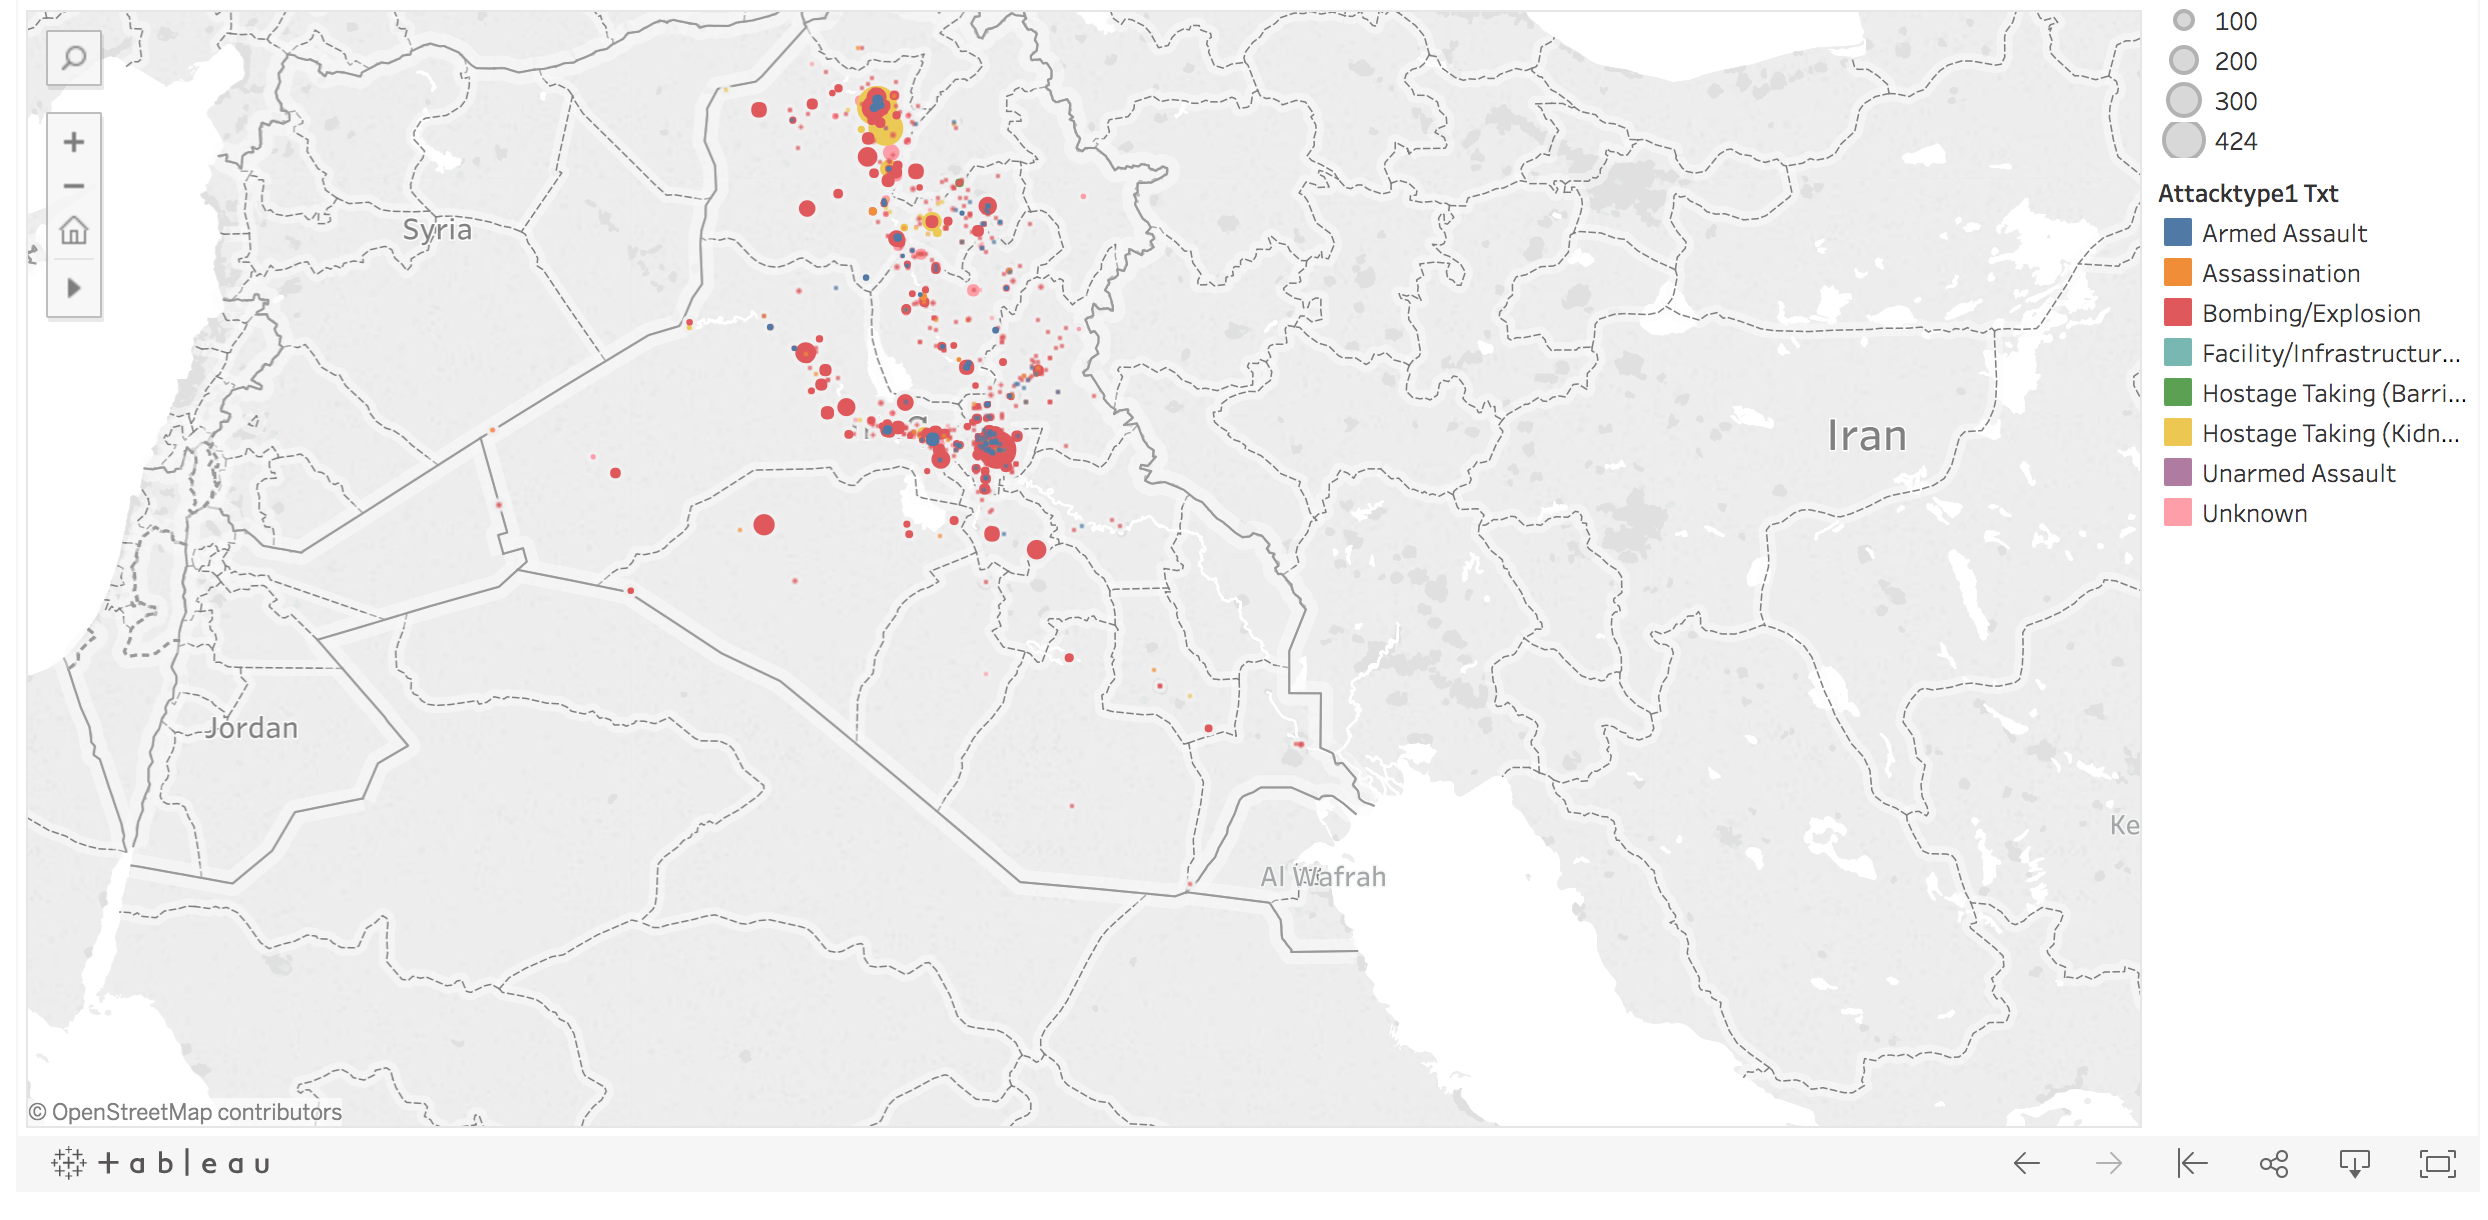 100
200
300
424
Attacktype1 Txt
Armed Assault
Assassination
Bombing/Explosion
Facility/Infrastructur...
Hostage Taking (Barri...
Hostage Taking (Kidn...
Unarmed Assault
Unknown
Syria
Iran
Jordan
Ke
Al Wafrah
© OpenStreetMap contributors
+ableau